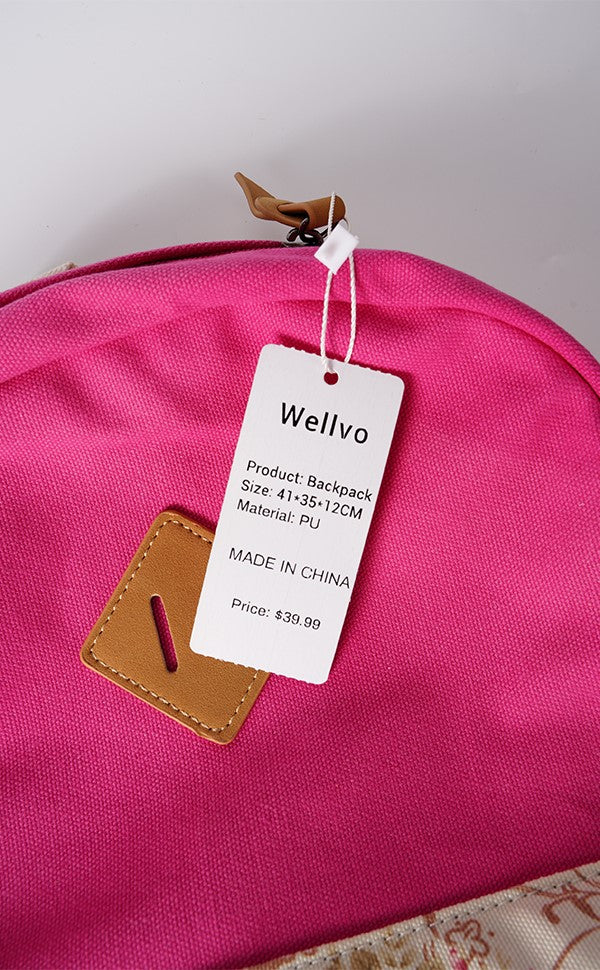 Wellvo
Product: Backpack
Size: 41*35*12CM
Material: PU
MADE IN CHINA
Price: $39.99